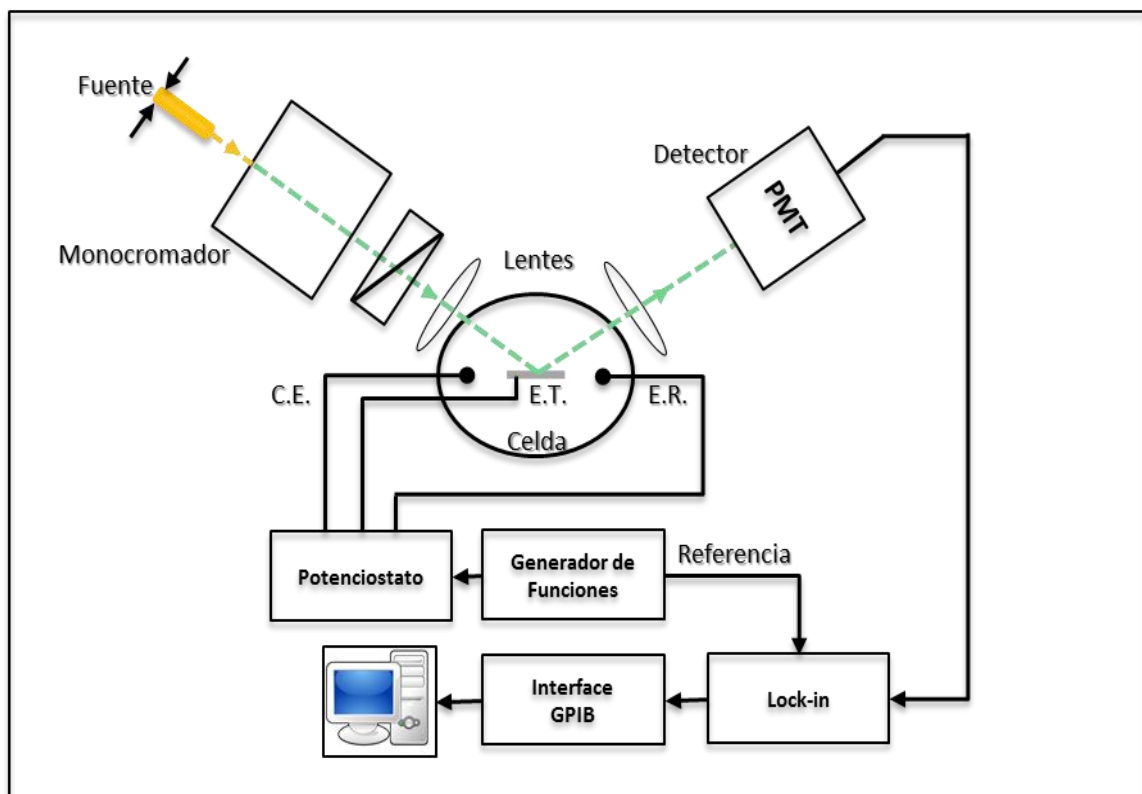 Fuente
Detector
PMT
Monocromador
Lentes
C.E.
E.T.
E.R.
Celda
Potenciostato
Generador de
Funciones
Referencia
Interface
GPIB
Lock-in